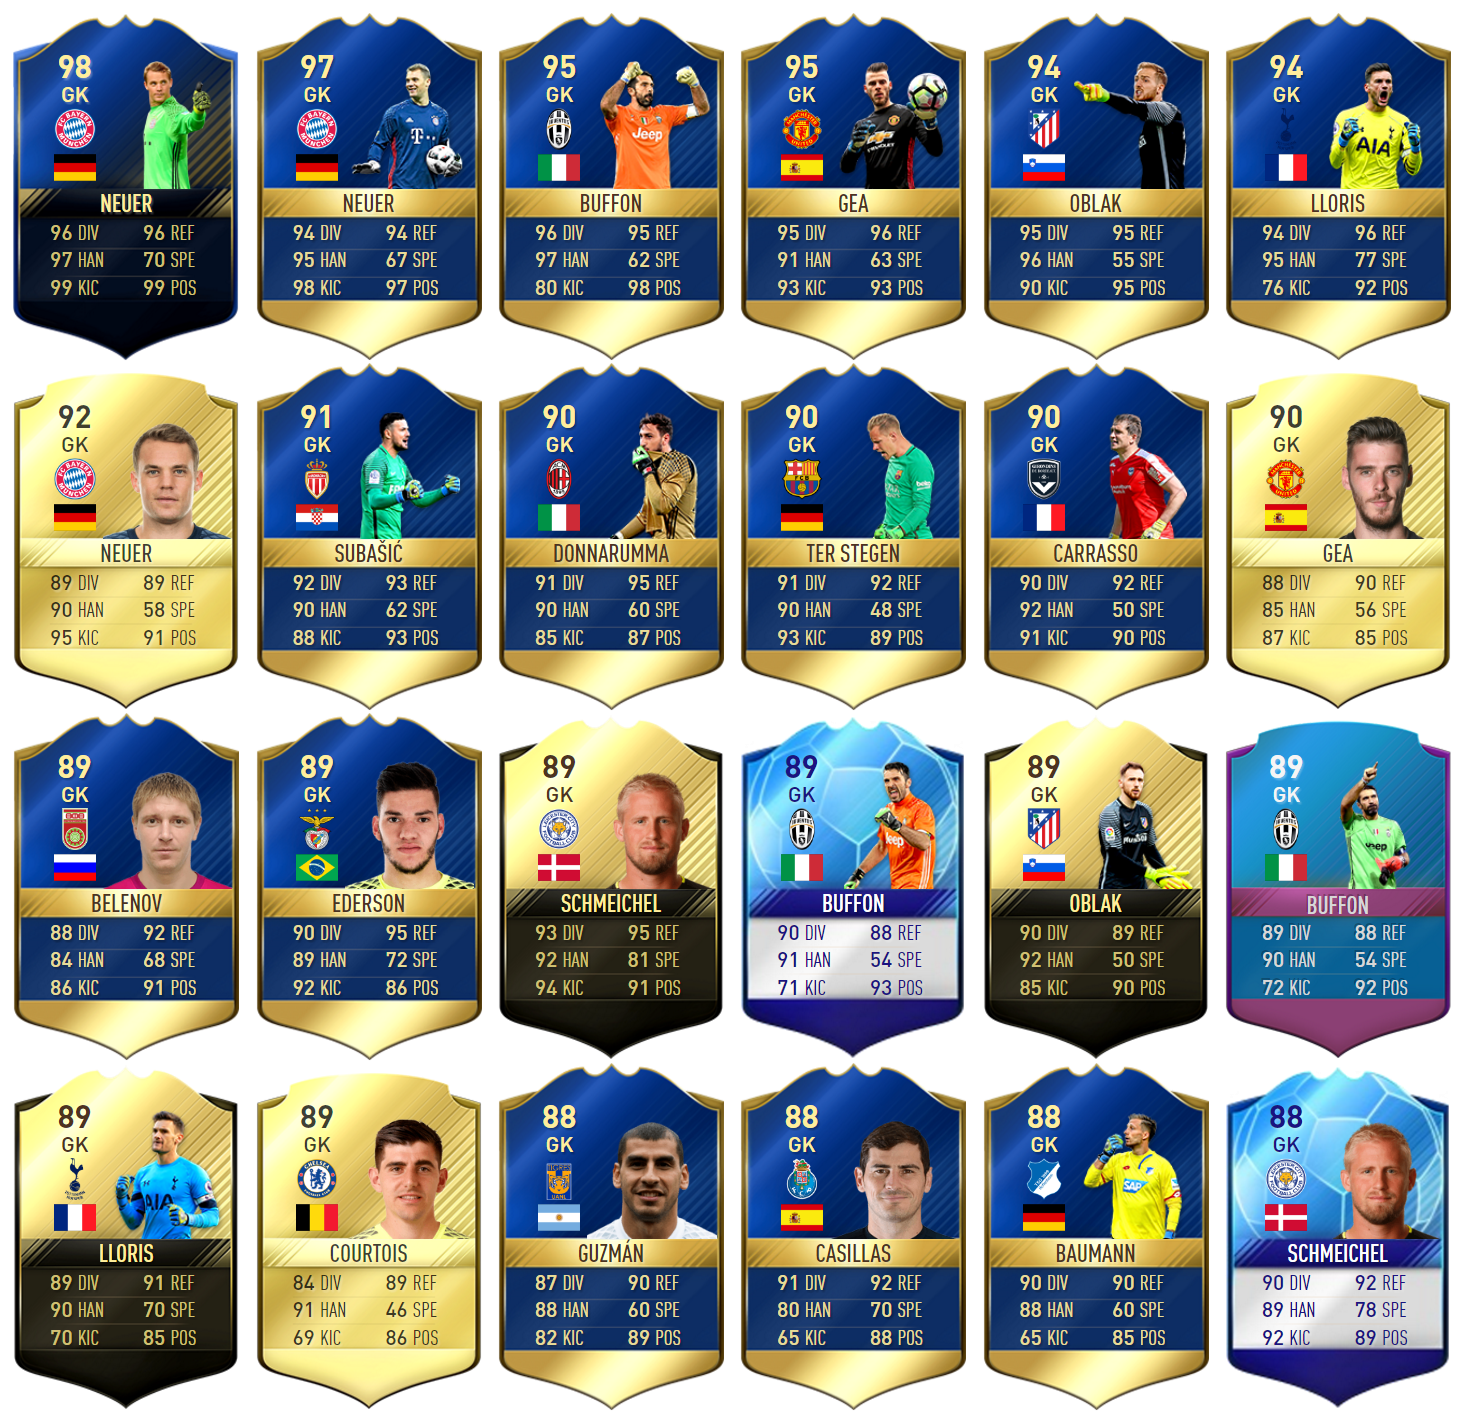 98
GK
NEUER
96 DIV 96 REF
97 HAN 70 SPE
99 KIC 99 POS
97
GK
NEUER
94 DIV 94 REF
95 HAN 67 SPE
98 KIC 97 POS
95
GK
BUFFON
96 DIV 95 REF
97 HAN 62 SPE
80 KIC 98 POS
95
GK
GEA
95 DIV 96 REF
91 HAN 63 SPE
93 KIC 93 POS
94
GK
OBLAK
95 DIV 95 REF
96 HAN 55 SPE
90 KIC 95 POS
94
GK
AIA
LLORIS
94 DIV 96 REF
95 HAN 77 SPE
76 KIC 92 POS
92
GK
NEUER
89 DIV 89 REF
90 HAN 58 SPE
95 KIC 91 POS
91
GK
SUBAŠIĆ
92 DIV 93 REF
90 HAN 62 SPE
88 KIC 93 POS
90
GK
DONNARUMMA
91 DIV 95 REF
90 HAN 60 SPE
85 KIC 87 POS
90
GK
TER STEGEN
91 DIV 92 REF
90 HAN 48 SPE
93 KIC 89 POS
90
GK
CARRASSO
90 DIV 92 REF
92 HAN 50 SPE
91 KIC 90 POS
90
GK
GEA
88 DIV 90 REF
85 HAN 56 SPE
87 KIC 85 POS
89
GK
BELENOV
88 DIV 92 REF
84 HAN 68 SPE
86 KIC 91 POS
89
GK
EDERSON
90 DIV 95 REF
89 HAN 72 SPE
92 KIC 86 POS
89
GK
SCHMEICHEL
93 DIV 95 REF
92 HAN 81 SPE
94 KIC 91 POS
89
GK
BUFFON
90 DIV 88 REF
91 HAN 54 SPE
71 KIC 93 POS
89
GK
OBLAK
90 DIV 89 REF
92 HAN 50 SPE
85 KIC 90 POS
89
GK
BUFFON
89 DIV 88 REF
90 HAN 54 SPE
72 KIC 92 POS
89
GK
AIA
LLORIS
89 DIV 91 REF
90 HAN 70 SPE
70 KIC 85 POS
89
GK
COURTOIS
84 DIV 89 REF
91 HAN 46 SPE
69 KIC 86 POS
88
GK
GUZMÁN
87 DIV 90 REF
88 HAN 60 SPE
82 KIC 89 POS
88
GK
CASILLAS
91 DIV 92 REF
80 HAN 70 SPE
65 KIC 88 POS
88
GK
SAP
BAUMANN
90 DIV 90 REF
88 HAN 60 SPE
65 KIC 85 POS
88
GK
SCHMEICHEL
90 DIV 92 REF
89 HAN 78 SPE
92 KIC 89 POS